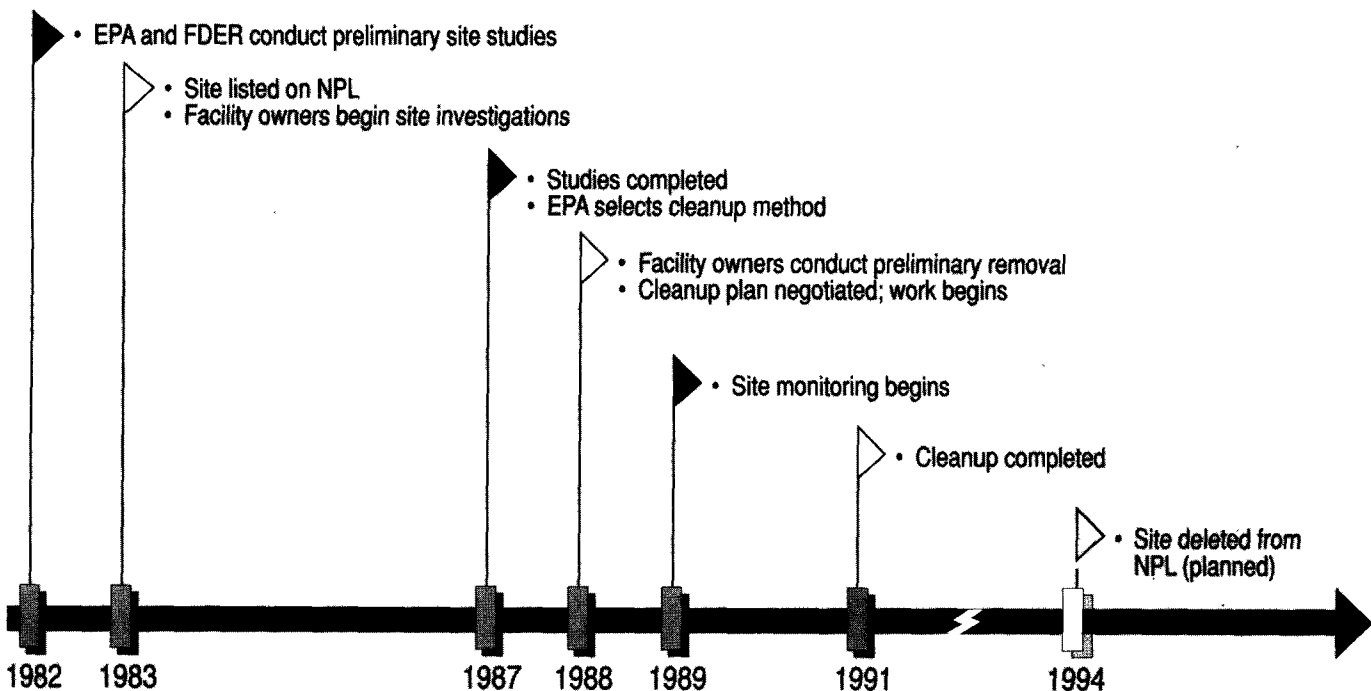 • EPA and FDER conduct preliminary site studies
• Site listed on NPL
• Facility owners begin site investigations
• Studies completed
• EPA selects cleanup method
• Facility owners conduct preliminary removal
• Cleanup plan negotiated; work begins
• Site monitoring begins
• Cleanup completed
• Site deleted from
NPL (planned)
1982 1983 1987 1988 1989 1991 1994